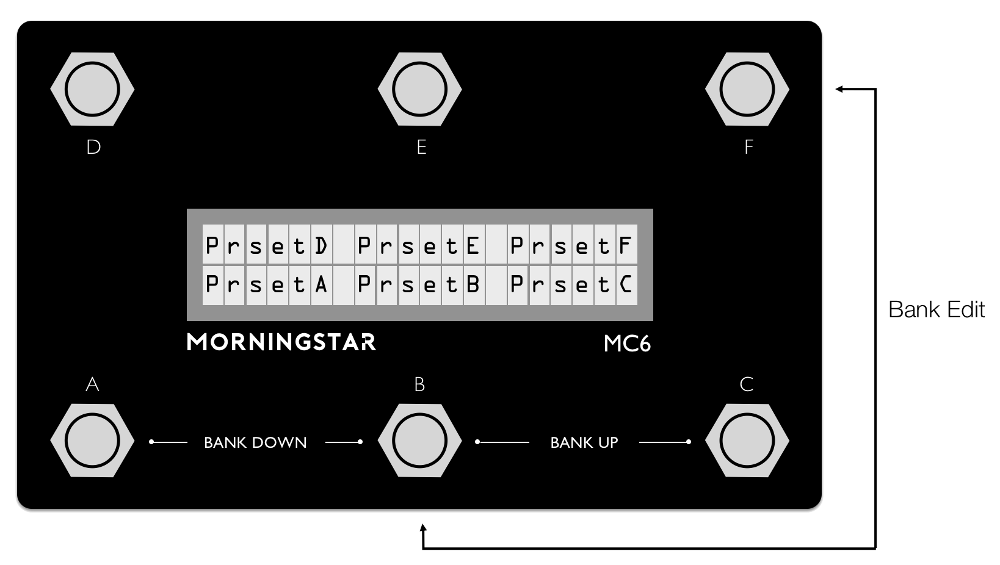 D E F
PrsetD PrsetE PrsetF
PrsetA PrsetB PrsetC
MORNINGSTAR MC6
A B C
BANK DOWN BANK UP
Bank Edit